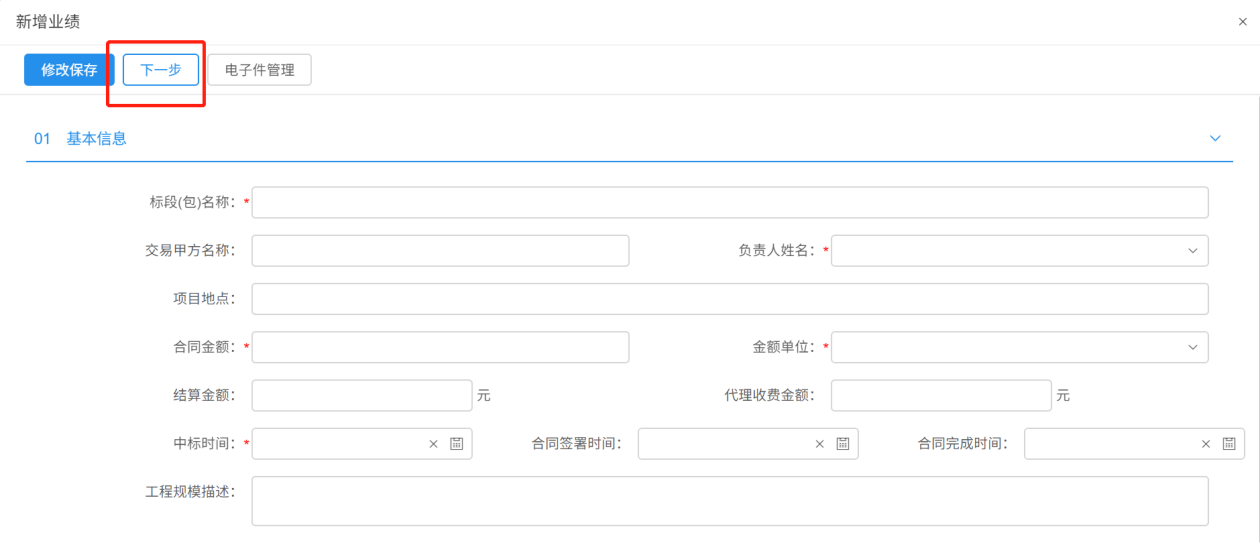 新增业绩 ×
修改保存 下一步 电子件管理
01 基本信息
标段(包)名称：*
交易甲方名称： 负责人姓名：*
项目地点：
合同金额：* 金额单位：*
结算金额： 元 代理收费金额： 元
中标时间：* 合同签署时间： 合同完成时间：
工程规模描述：